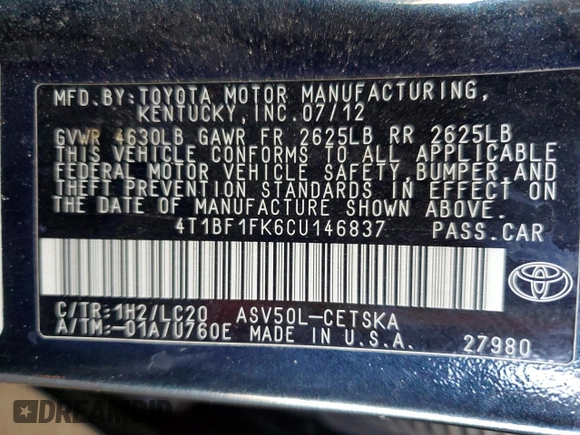 MFD.BY:TOYOTA MOTOR MANUFACTURING,
KENTUCKY,INC.07/12
GVWR 4630LB GAWR FR 2625LB RR 2625LB
THIS VEHICLE CONFORMS TO ALL APPLICABLE
FEDERAL MOTOR VEHICLE SAFETY,BUMPER,AND
THEFT PREVENTION STANDARDS IN EFFECT ON
THE DATE OF MANUFACTURE SHOWN ABOVE.
4T1BF1FK6CU146837 PASS.CAR
C/TR:1H2/LC20 ASV50L-CETSKA
A/TM:-01A7U760E MADE IN U.S.A. 27980
TOYOTA
DREAMBID